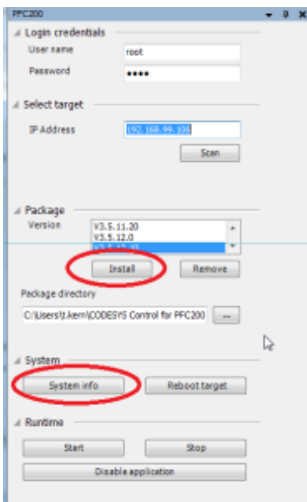 PFC200
Login credentials
User name root
Password ••••
Select target
IP Address 192.168.99.106
Scan
Package
Version V3.5.11.20
V3.5.12.0
Install Remove
Package directory
C:\Users\t.kern\CODESYS Control for PFC200 ...
System
System info Reboot target
Runtime
Start Stop
Disable application